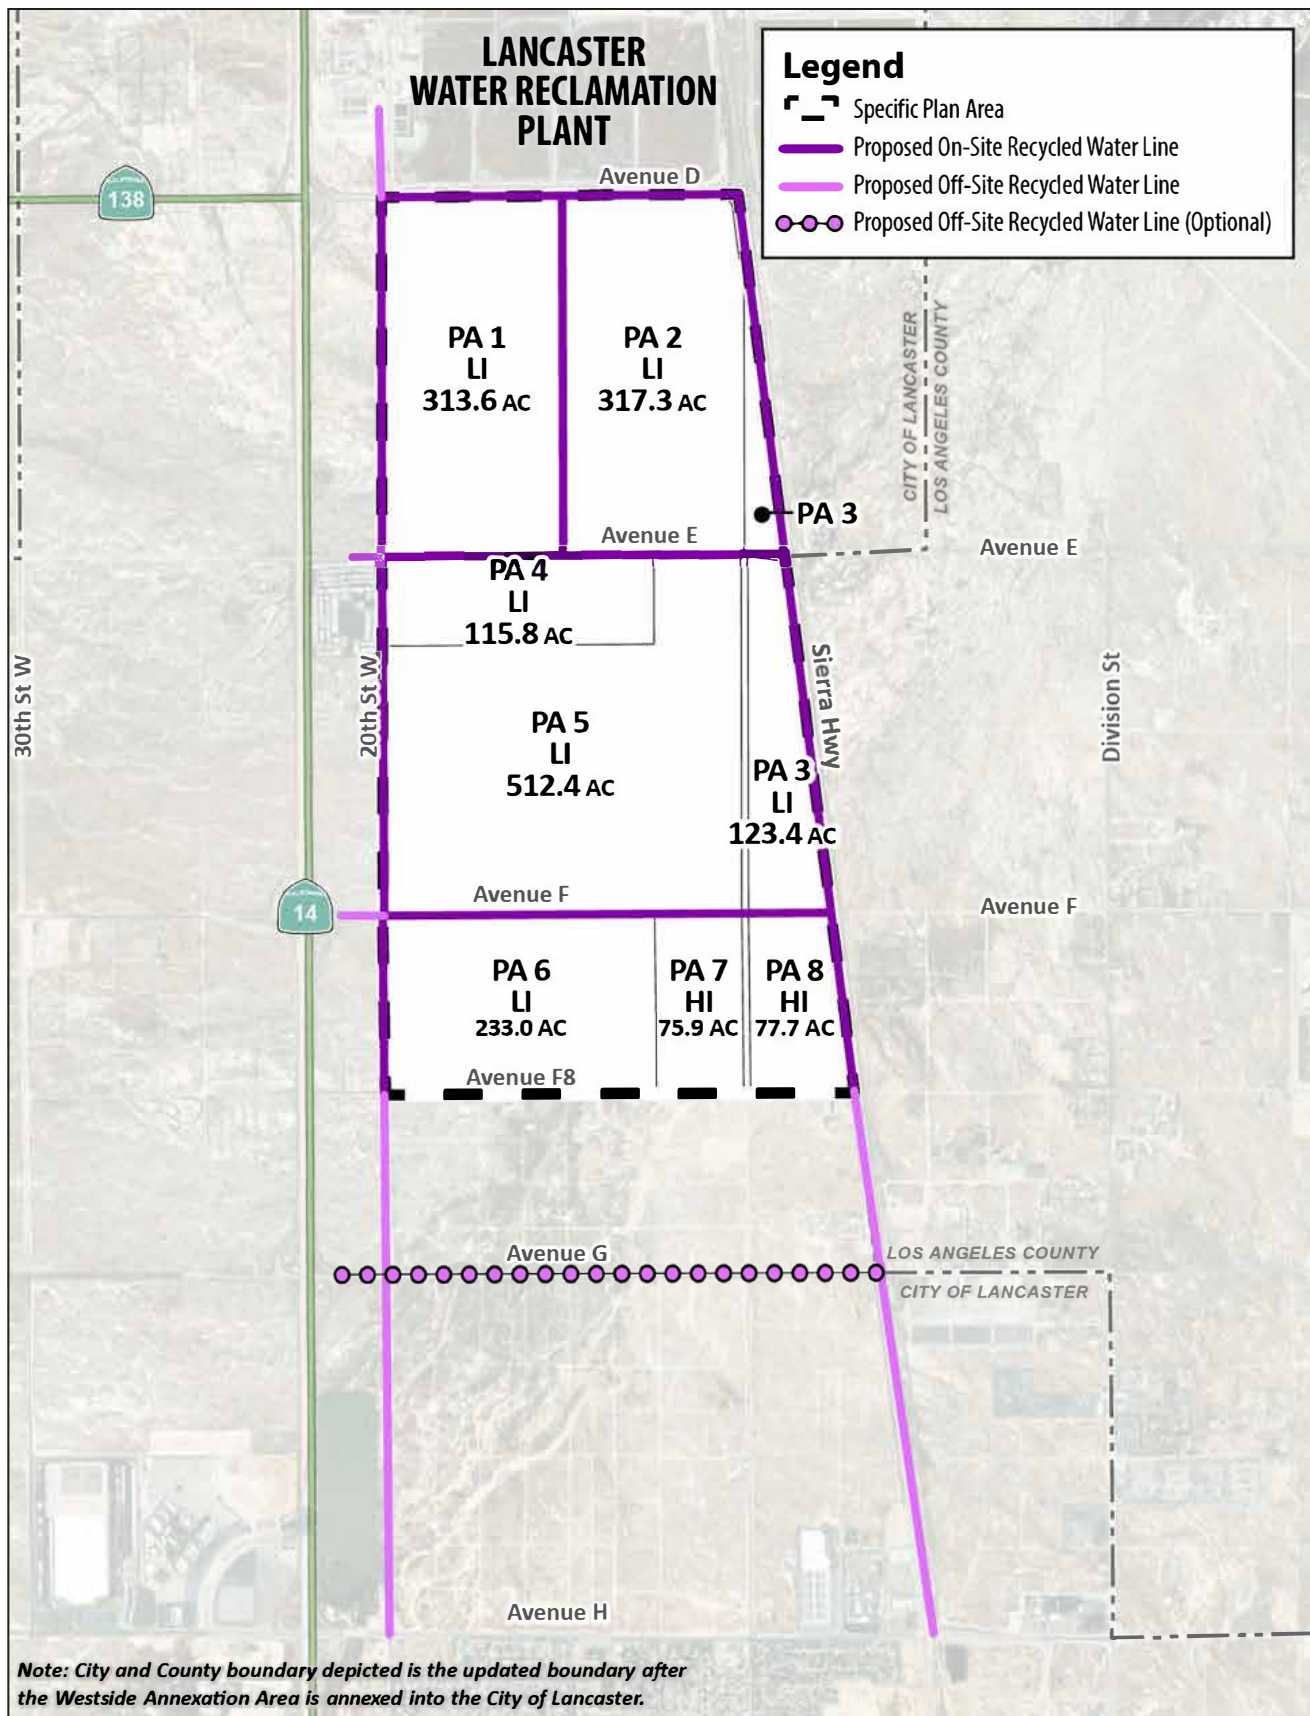 LANCASTER
WATER RECLAMATION
PLANT
Legend
Specific Plan Area
Proposed On-Site Recycled Water Line
Proposed Off-Site Recycled Water Line
Proposed Off-Site Recycled Water Line (Optional)
138
Avenue D
PA 1
LI
313.6 AC
PA 2
LI
317.3 AC
CITY OF LANCASTER
LOS ANGELES COUNTY
PA 3
Avenue E
Avenue E
PA 4
LI
115.8 AC
30th St W
20th St W
Sierra Hwy
Division St
PA 5
LI
512.4 AC
PA 3
LI
123.4 AC
CALIFORNIA
14
Avenue F
Avenue F
PA 6
LI
233.0 AC
PA 7
HI
75.9 AC
PA 8
HI
77.7 AC
Avenue F8
Avenue G
LOS ANGELES COUNTY
CITY OF LANCASTER
Avenue H
Note: City and County boundary depicted is the updated boundary after
the Westside Annexation Area is annexed into the City of Lancaster.